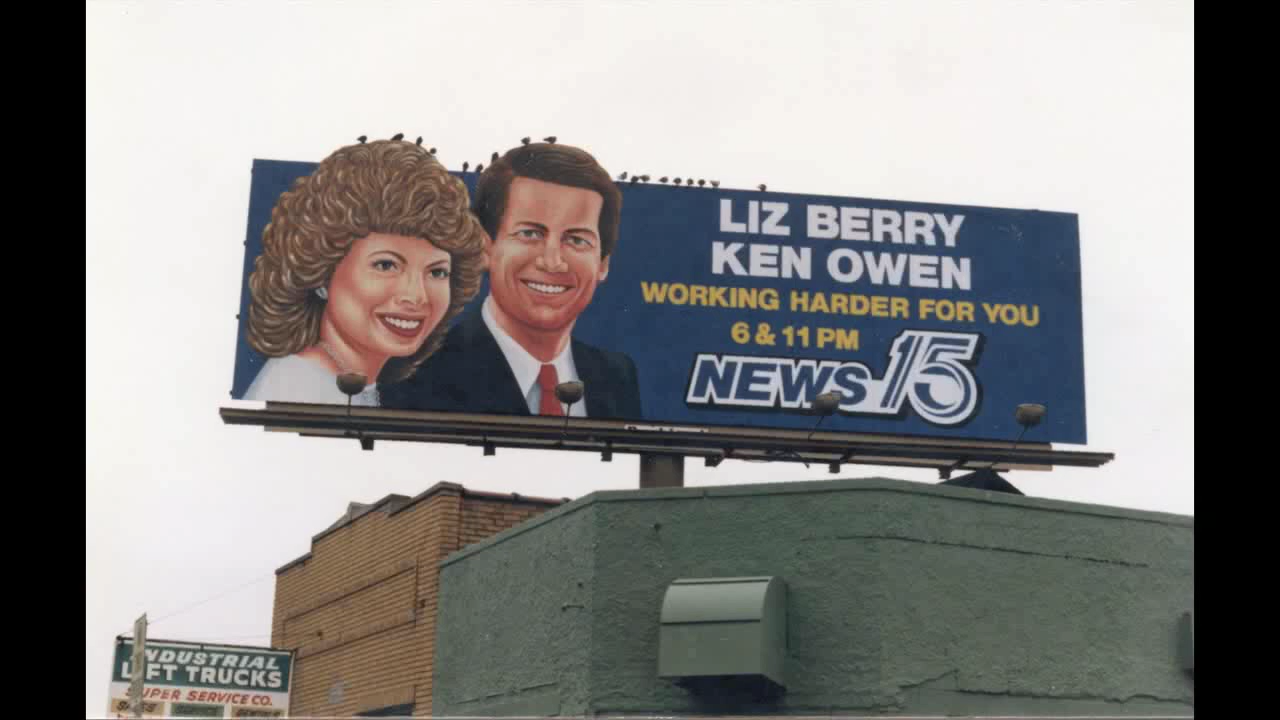 LIZ BERRY
KEN OWEN
WORKING HARDER FOR YOU
6 & 11 PM
NEWS 15
INDUSTRIAL
LIFT TRUCKS
SUPER SERVICE CO.